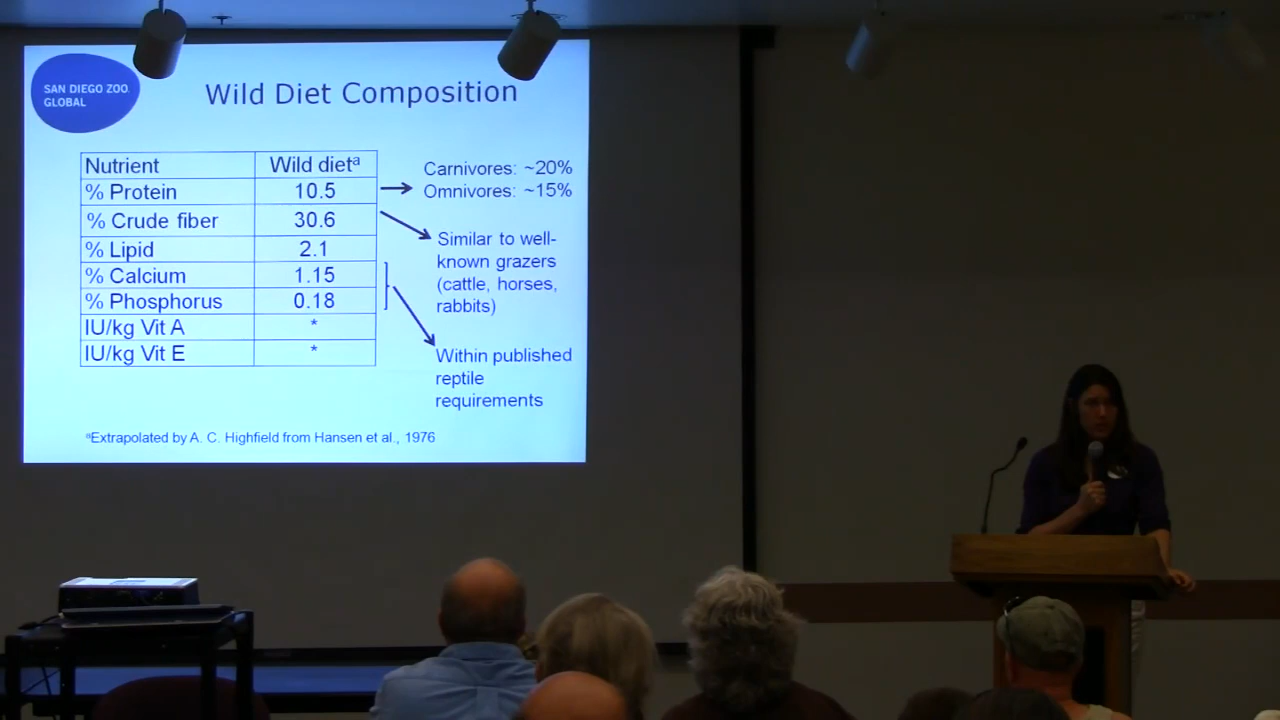 SAN DIEGO ZOO
GLOBAL
Wild Diet Composition
Nutrient Wild dietᵃ
% Protein 10.5
% Crude fiber 30.6
% Lipid 2.1
% Calcium 1.15
% Phosphorus 0.18
IU/kg Vit A *
IU/kg Vit E *
Carnivores: ~20%
Omnivores: ~15%
Similar to well-
known grazers
(cattle, horses,
rabbits)
Within published
reptile
requirements
ᵃExtrapolated by A. C. Highfield from Hansen et al., 1976